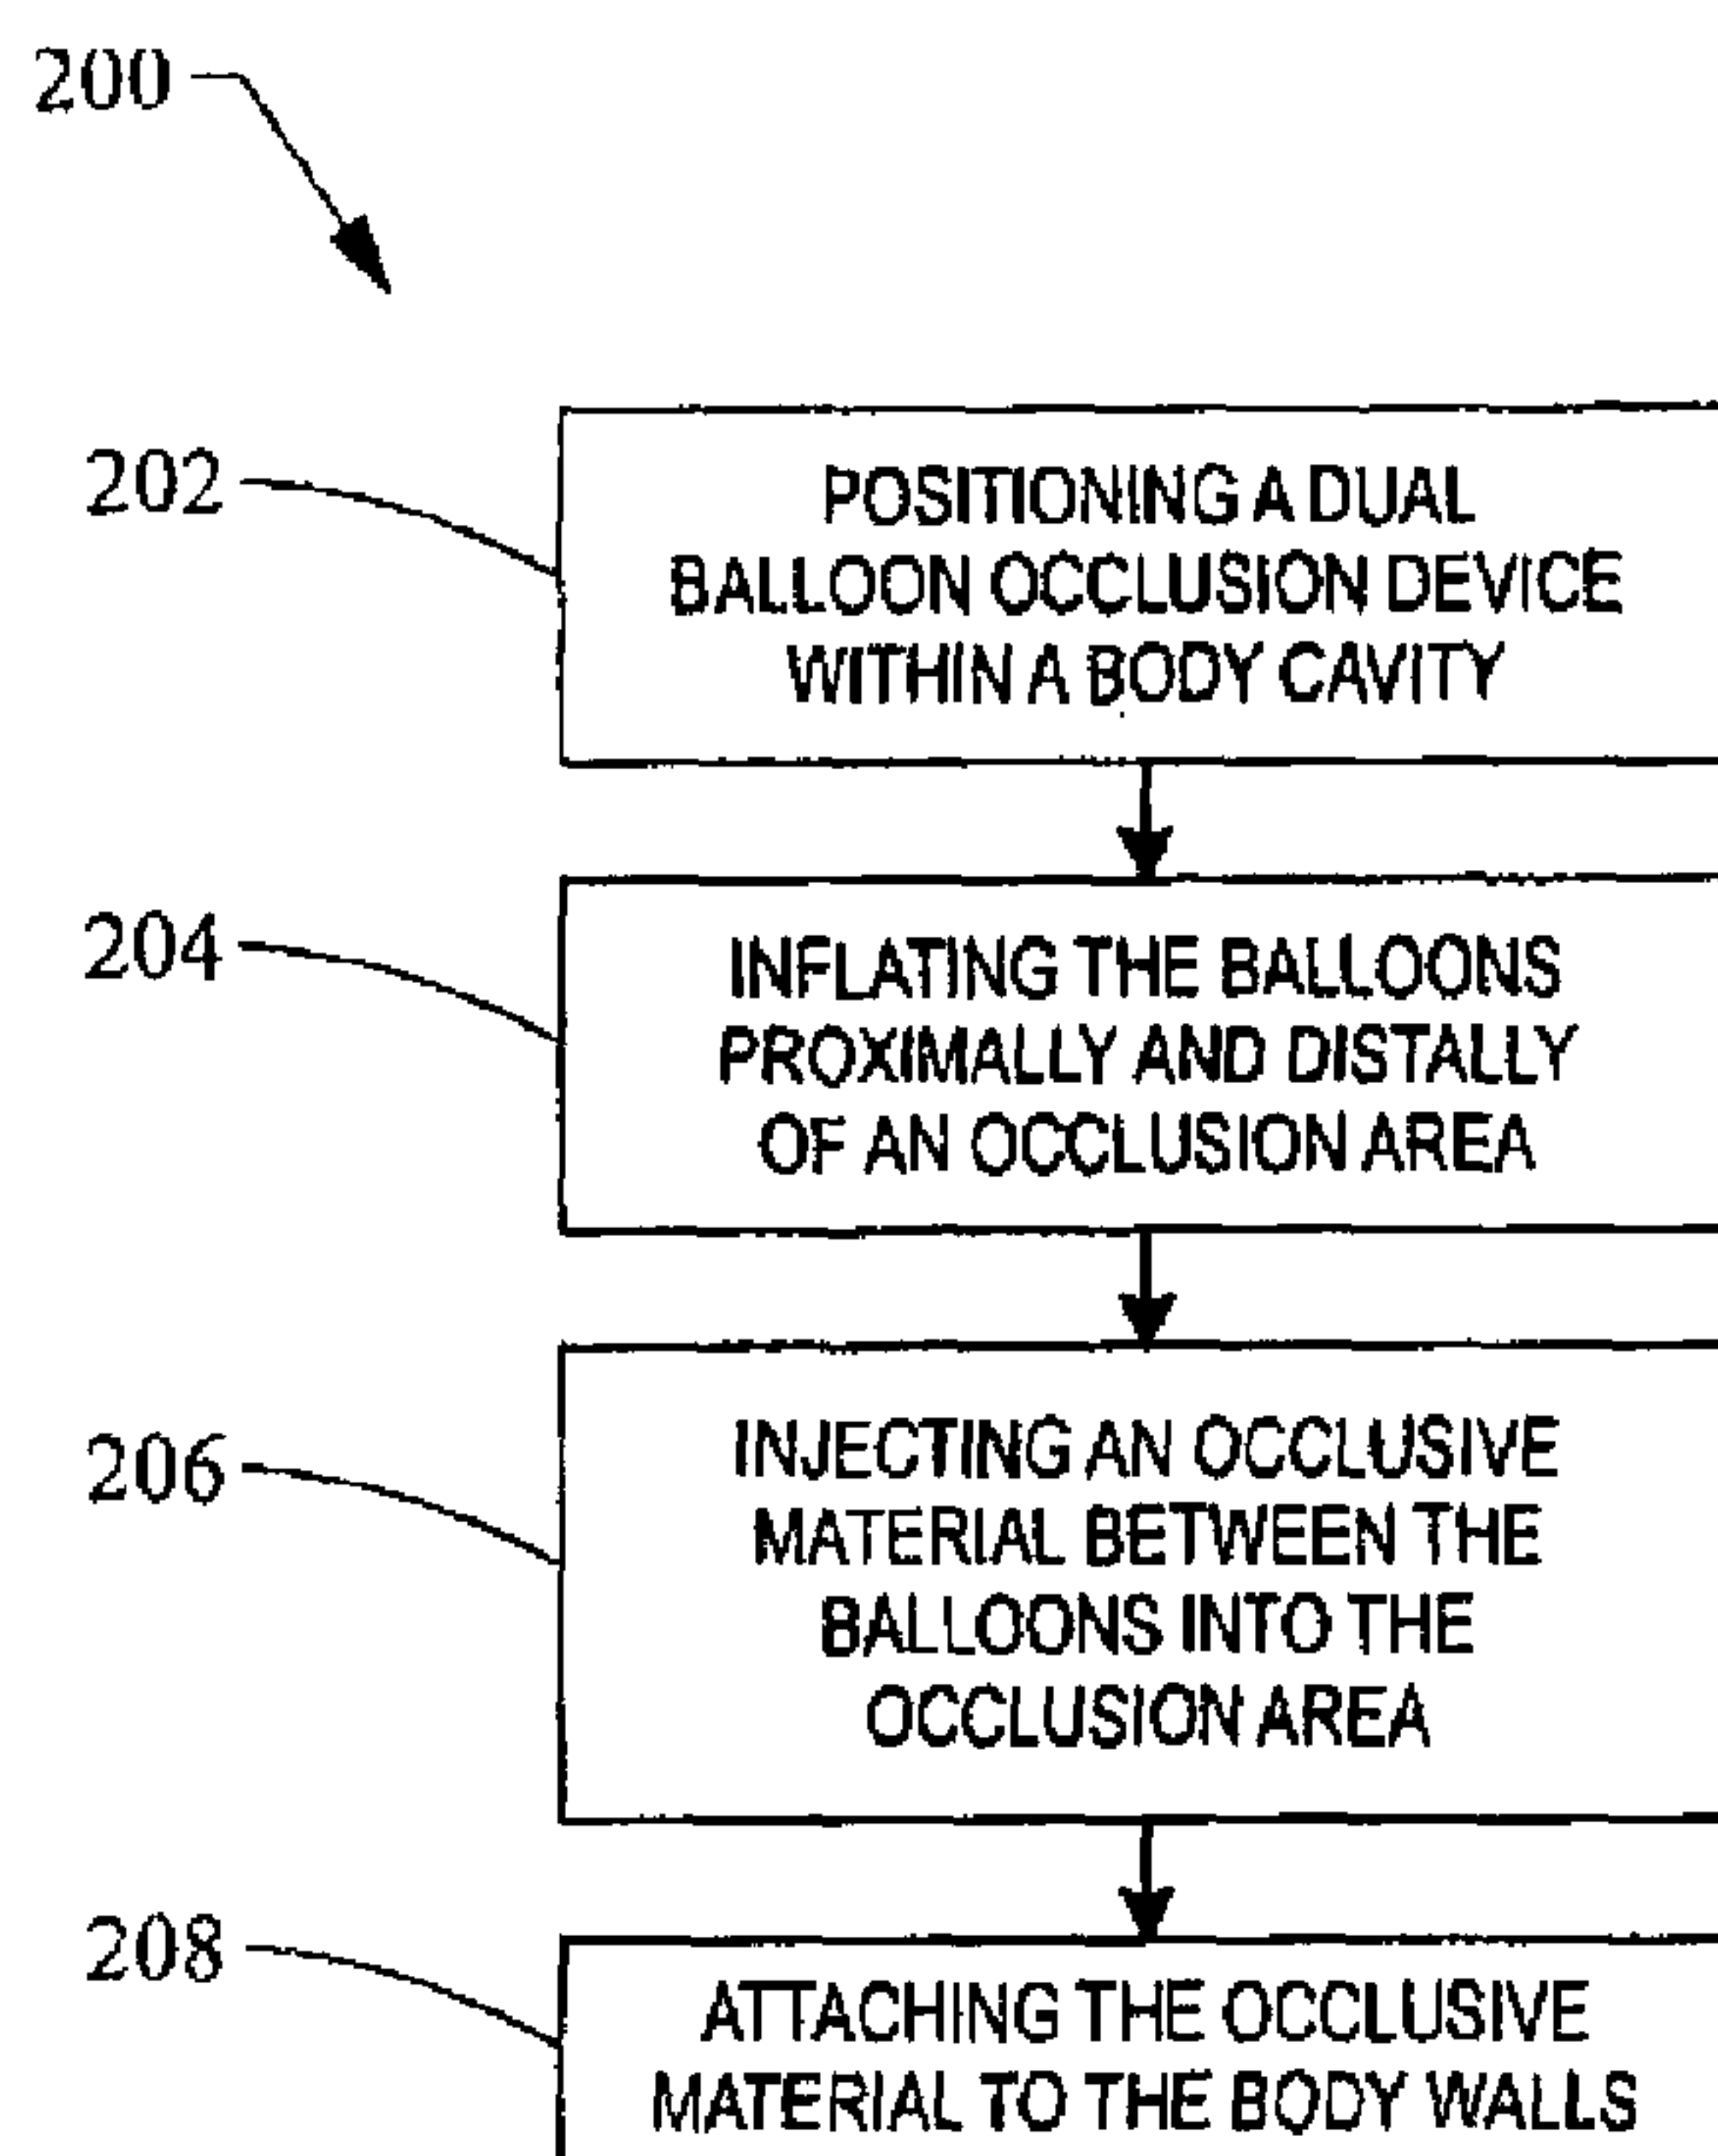 200
202
POSITIONING A DUAL
BALLOON OCCLUSION DEVICE
WITHIN A BODY CAVITY
204
INFLATING THE BALLOONS
PROXIMALLY AND DISTALLY
OF AN OCCLUSION AREA
206
INJECTING AN OCCLUSIVE
MATERIAL BETWEEN THE
BALLOONS INTO THE
OCCLUSION AREA
208
ATTACHING THE OCCLUSIVE
MATERIAL TO THE BODY WALLS